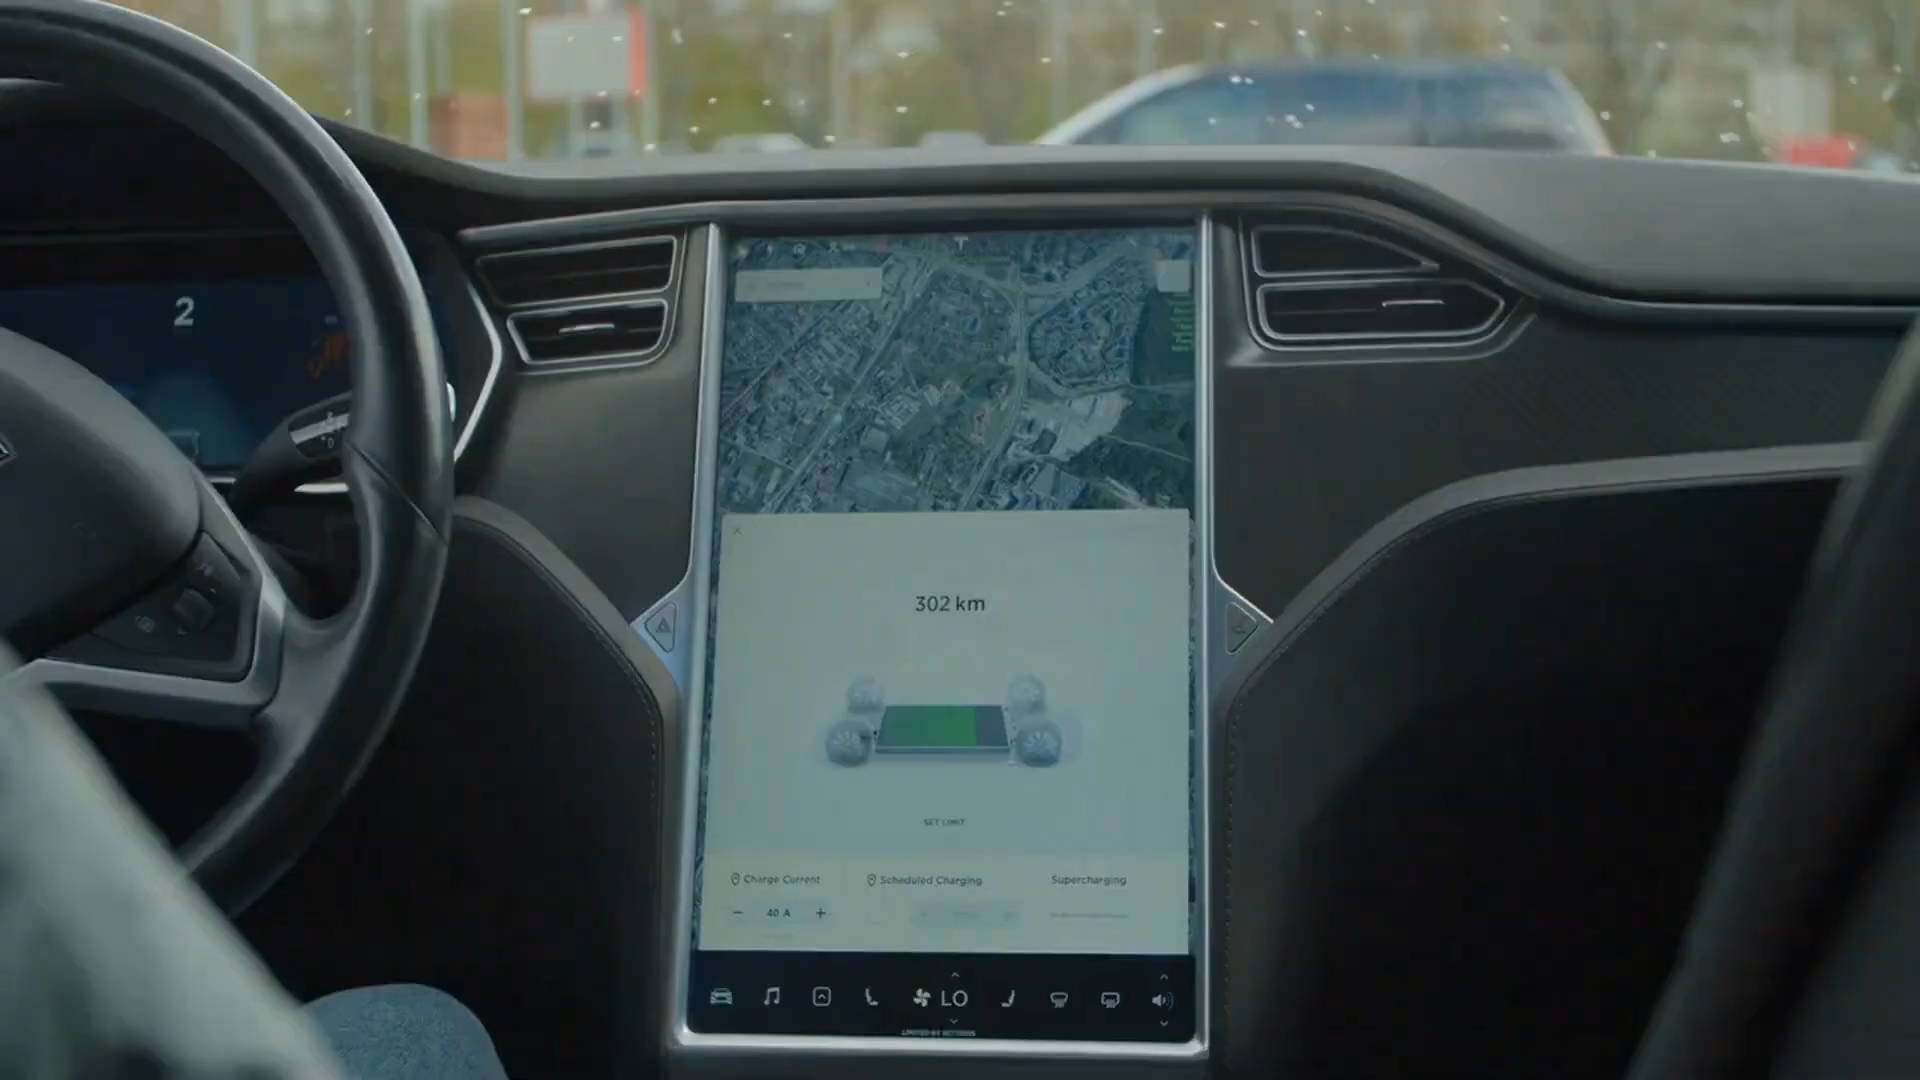 2
302 km
SET LIMIT
Charge Current
Scheduled Charging
Supercharging
− 40 A +
LO